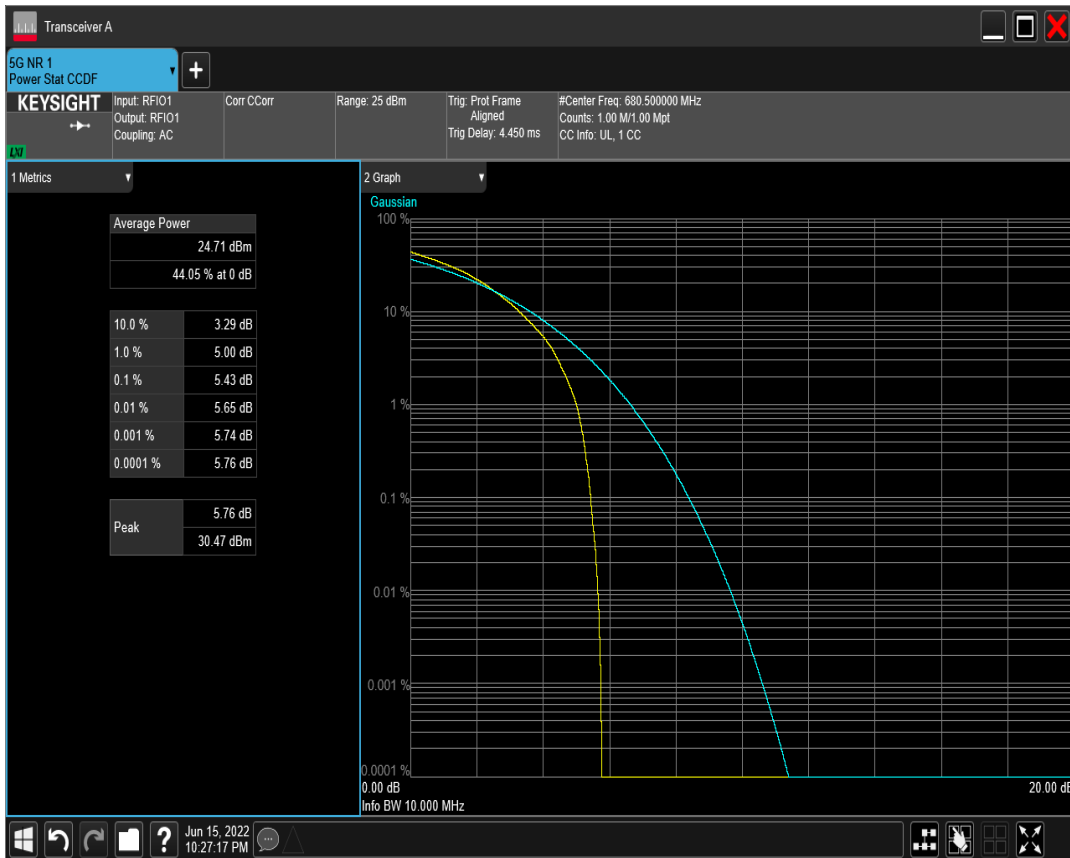 Transceiver A
5G NR 1
Power Stat CCDF
+
KEYSIGHT
LXI
Input: RFIO1
Output: RFIO1
Coupling: AC
Corr CCorr
Range: 25 dBm
Trig: Prot Frame
Aligned
Trig Delay: 4.450 ms
#Center Freq: 680.500000 MHz
Counts: 1.00 M/1.00 Mpt
CC Info: UL, 1 CC
1 Metrics
Average Power
24.71 dBm
44.05 % at 0 dB
10.0 % 3.29 dB
1.0 % 5.00 dB
0.1 % 5.43 dB
0.01 % 5.65 dB
0.001 % 5.74 dB
0.0001 % 5.76 dB
Peak
5.76 dB
30.47 dBm
2 Graph
Gaussian
100 %
10 %
1 %
0.1 %
0.01 %
0.001 %
0.0001 %
0.00 dB 20.00 dB
Info BW 10.000 MHz
?
Jun 15, 2022
10:27:17 PM